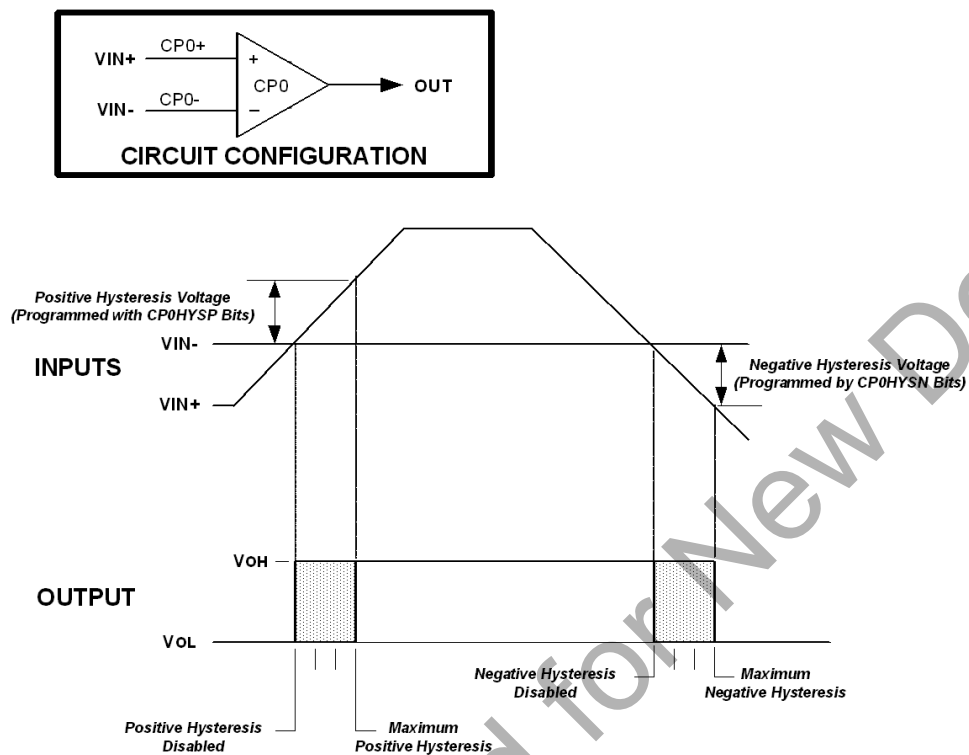 VIN+
CP0+
VIN-
CP0-
+
–
CP0
OUT
CIRCUIT CONFIGURATION
Positive Hysteresis Voltage
(Programmed with CP0HYSP Bits)
VIN-
INPUTS
VIN+
Negative Hysteresis Voltage
(Programmed by CP0HYSN Bits)
VOH
OUTPUT
VOL
Negative Hysteresis
Disabled
Maximum
Negative Hysteresis
Positive Hysteresis
Disabled
Maximum
Positive Hysteresis
for New